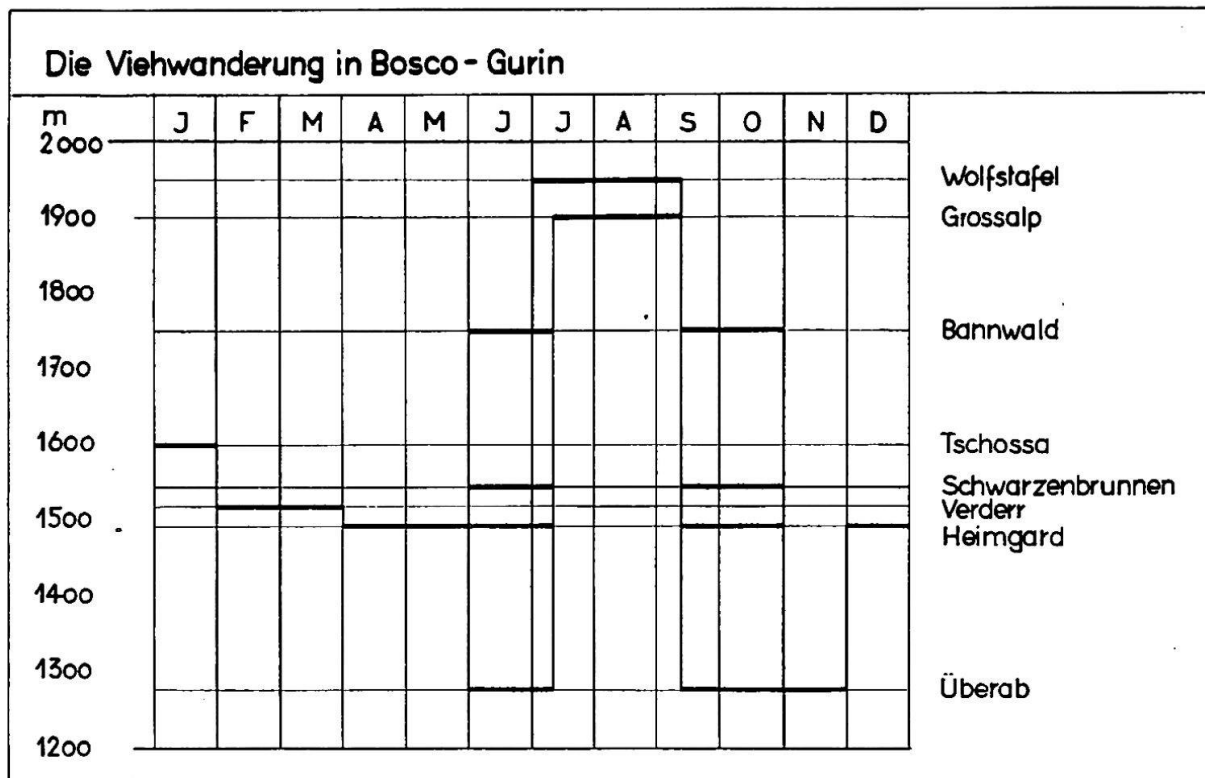 Die Viehwanderung in Bosco - Gurin
m J F M A M J J A S O N D
2000
Wolfstafel
1900 Grossalp
1800
Bannwald
1700
1600 Tschossa
Schwarzenbrunnen
Verderr
1500
Heimgard
1400
1300
Überab
1200